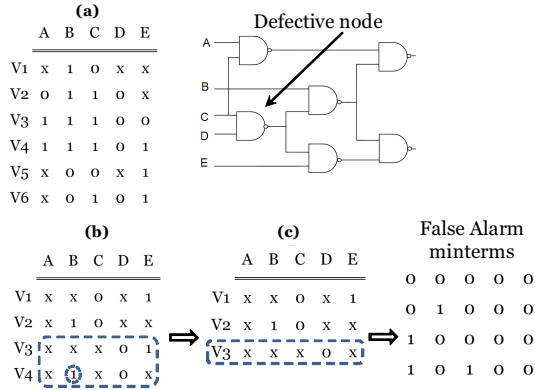 (a)
A B C D E
V1 x 1 0 x x
V2 0 1 1 0 x
V3 1 1 1 0 0
V4 1 1 1 0 1
V5 x 0 0 x 1
V6 x 0 1 0 1
Defective node
A
B
C
D
E
(b)
A B C D E
V1 x x 0 x 1
V2 x 1 0 x x
V3 x x x 0 1
V4 x 1 x 0 x
(c)
A B C D E
V1 x x 0 x 1
V2 x 1 0 x x
V3 x x x 0 x
False Alarm
minterms
0 0 0 0 0
0 1 0 0 0
1 0 0 0 0
1 0 1 0 0